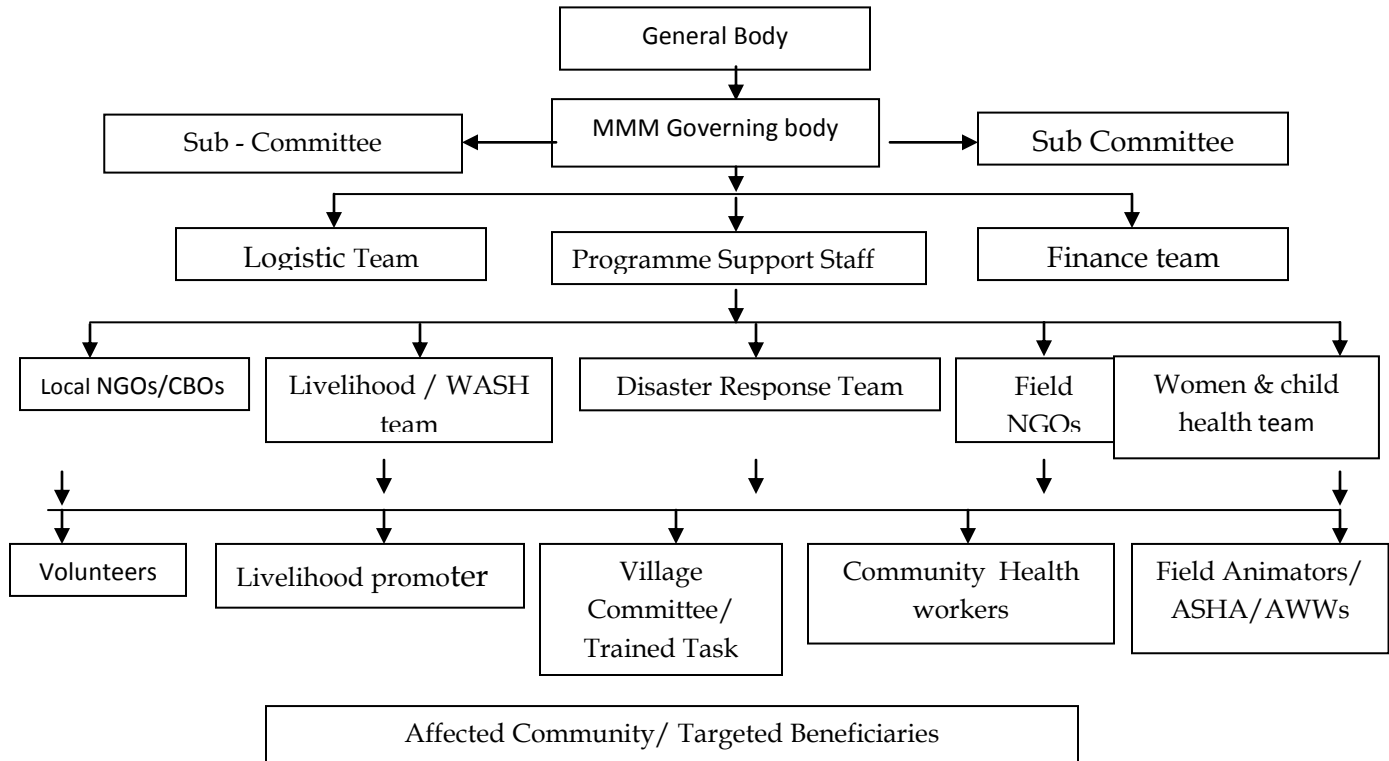 General Body
MMM Governing body
Sub - Committee
Sub Committee
Logistic Team
Programme Support Staff
Finance team
Local NGOs/CBOs
Livelihood / WASH
team
Disaster Response Team
Field
NGOs
Women & child
health team
Volunteers
Livelihood promoter
Village
Committee/
Trained Task
Community Health
workers
Field Animators/
ASHA/AWWs
Affected Community/ Targeted Beneficiaries